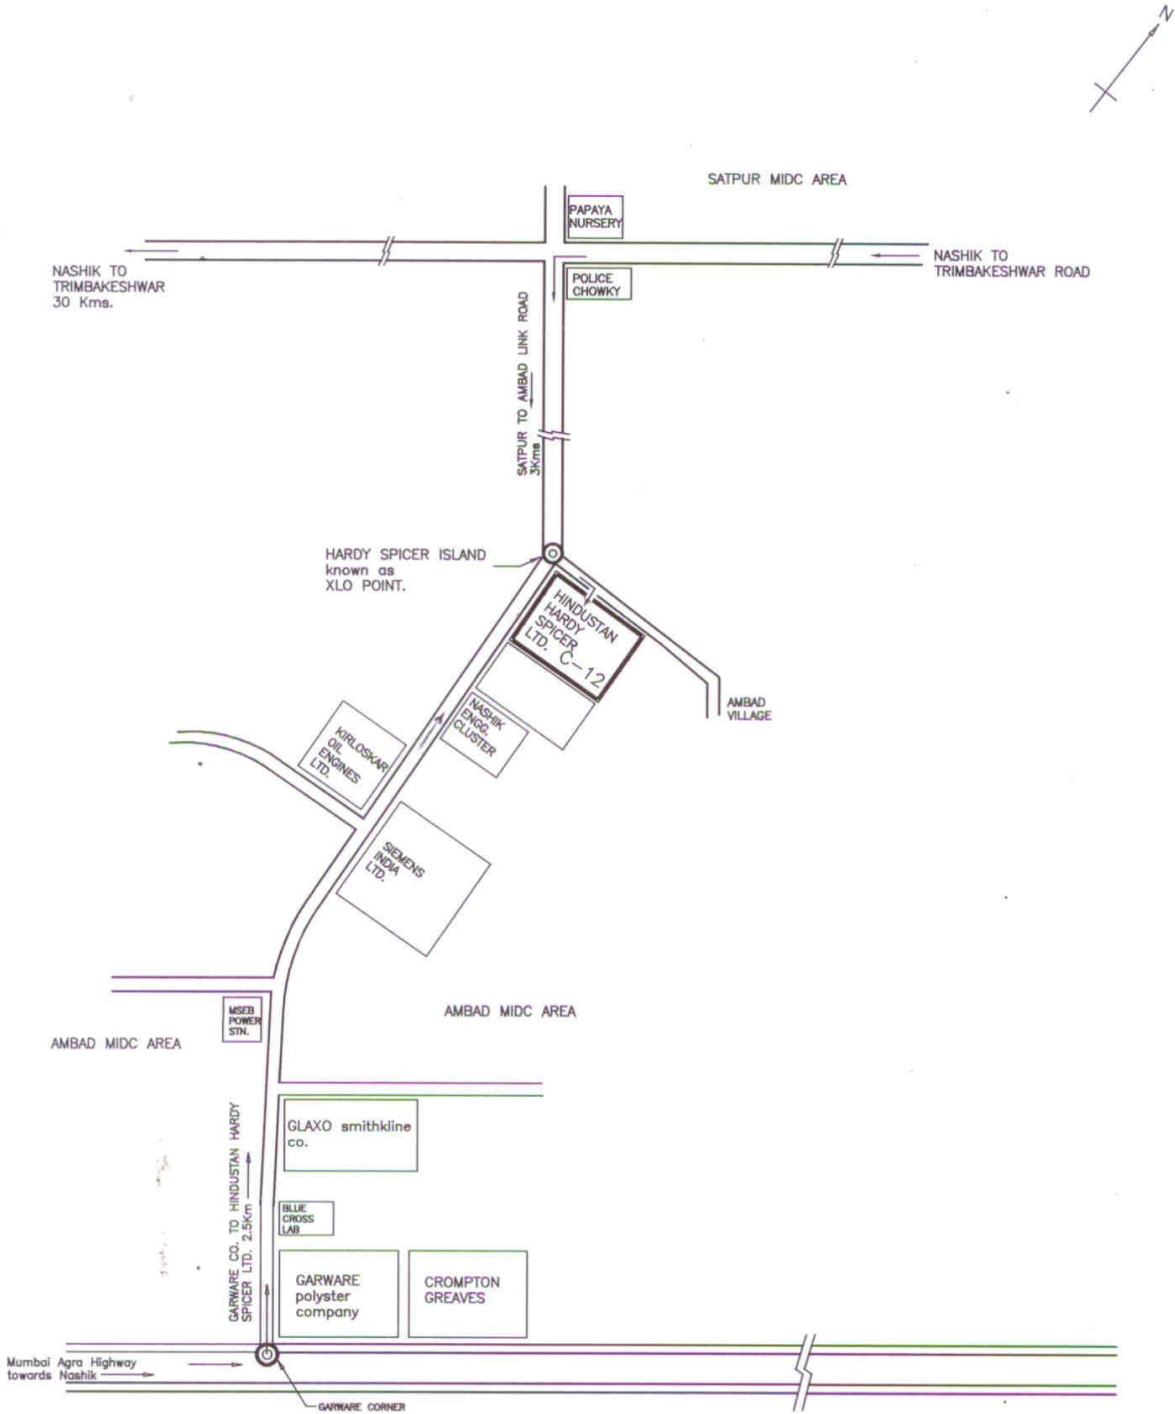 N
SATPUR MIDC AREA
PAPAYA
NURSERY
NASHIK TO
TRIMBAKESHWAR
30 Kms.
NASHIK TO
TRIMBAKESHWAR ROAD
POLICE
CHOWKY
SATPUR TO AMBAD LINK ROAD
3Kms
HARDY SPICER ISLAND
known as
XLO POINT.
HINDUSTAN
HARDY
SPICER
LTD. C-12
AMBAD
VILLAGE
NASHIK
ENGG.
CLUSTER
KIRLOSKAR
OIL
ENGINES
LTD.
SIEMENS
INDIA
LTD.
MSEB
POWER
STN.
AMBAD MIDC AREA
AMBAD MIDC AREA
GLAXO smithkline
co.
GARWARE CO. TO HINDUSTAN HARDY
SPICER LTD. 2.5Km
BLUE
CROSS
LAB
GARWARE
polyster
company
CROMPTON
GREAVES
Mumbai Agra Highway
towards Nashik
GARWARE CORNER